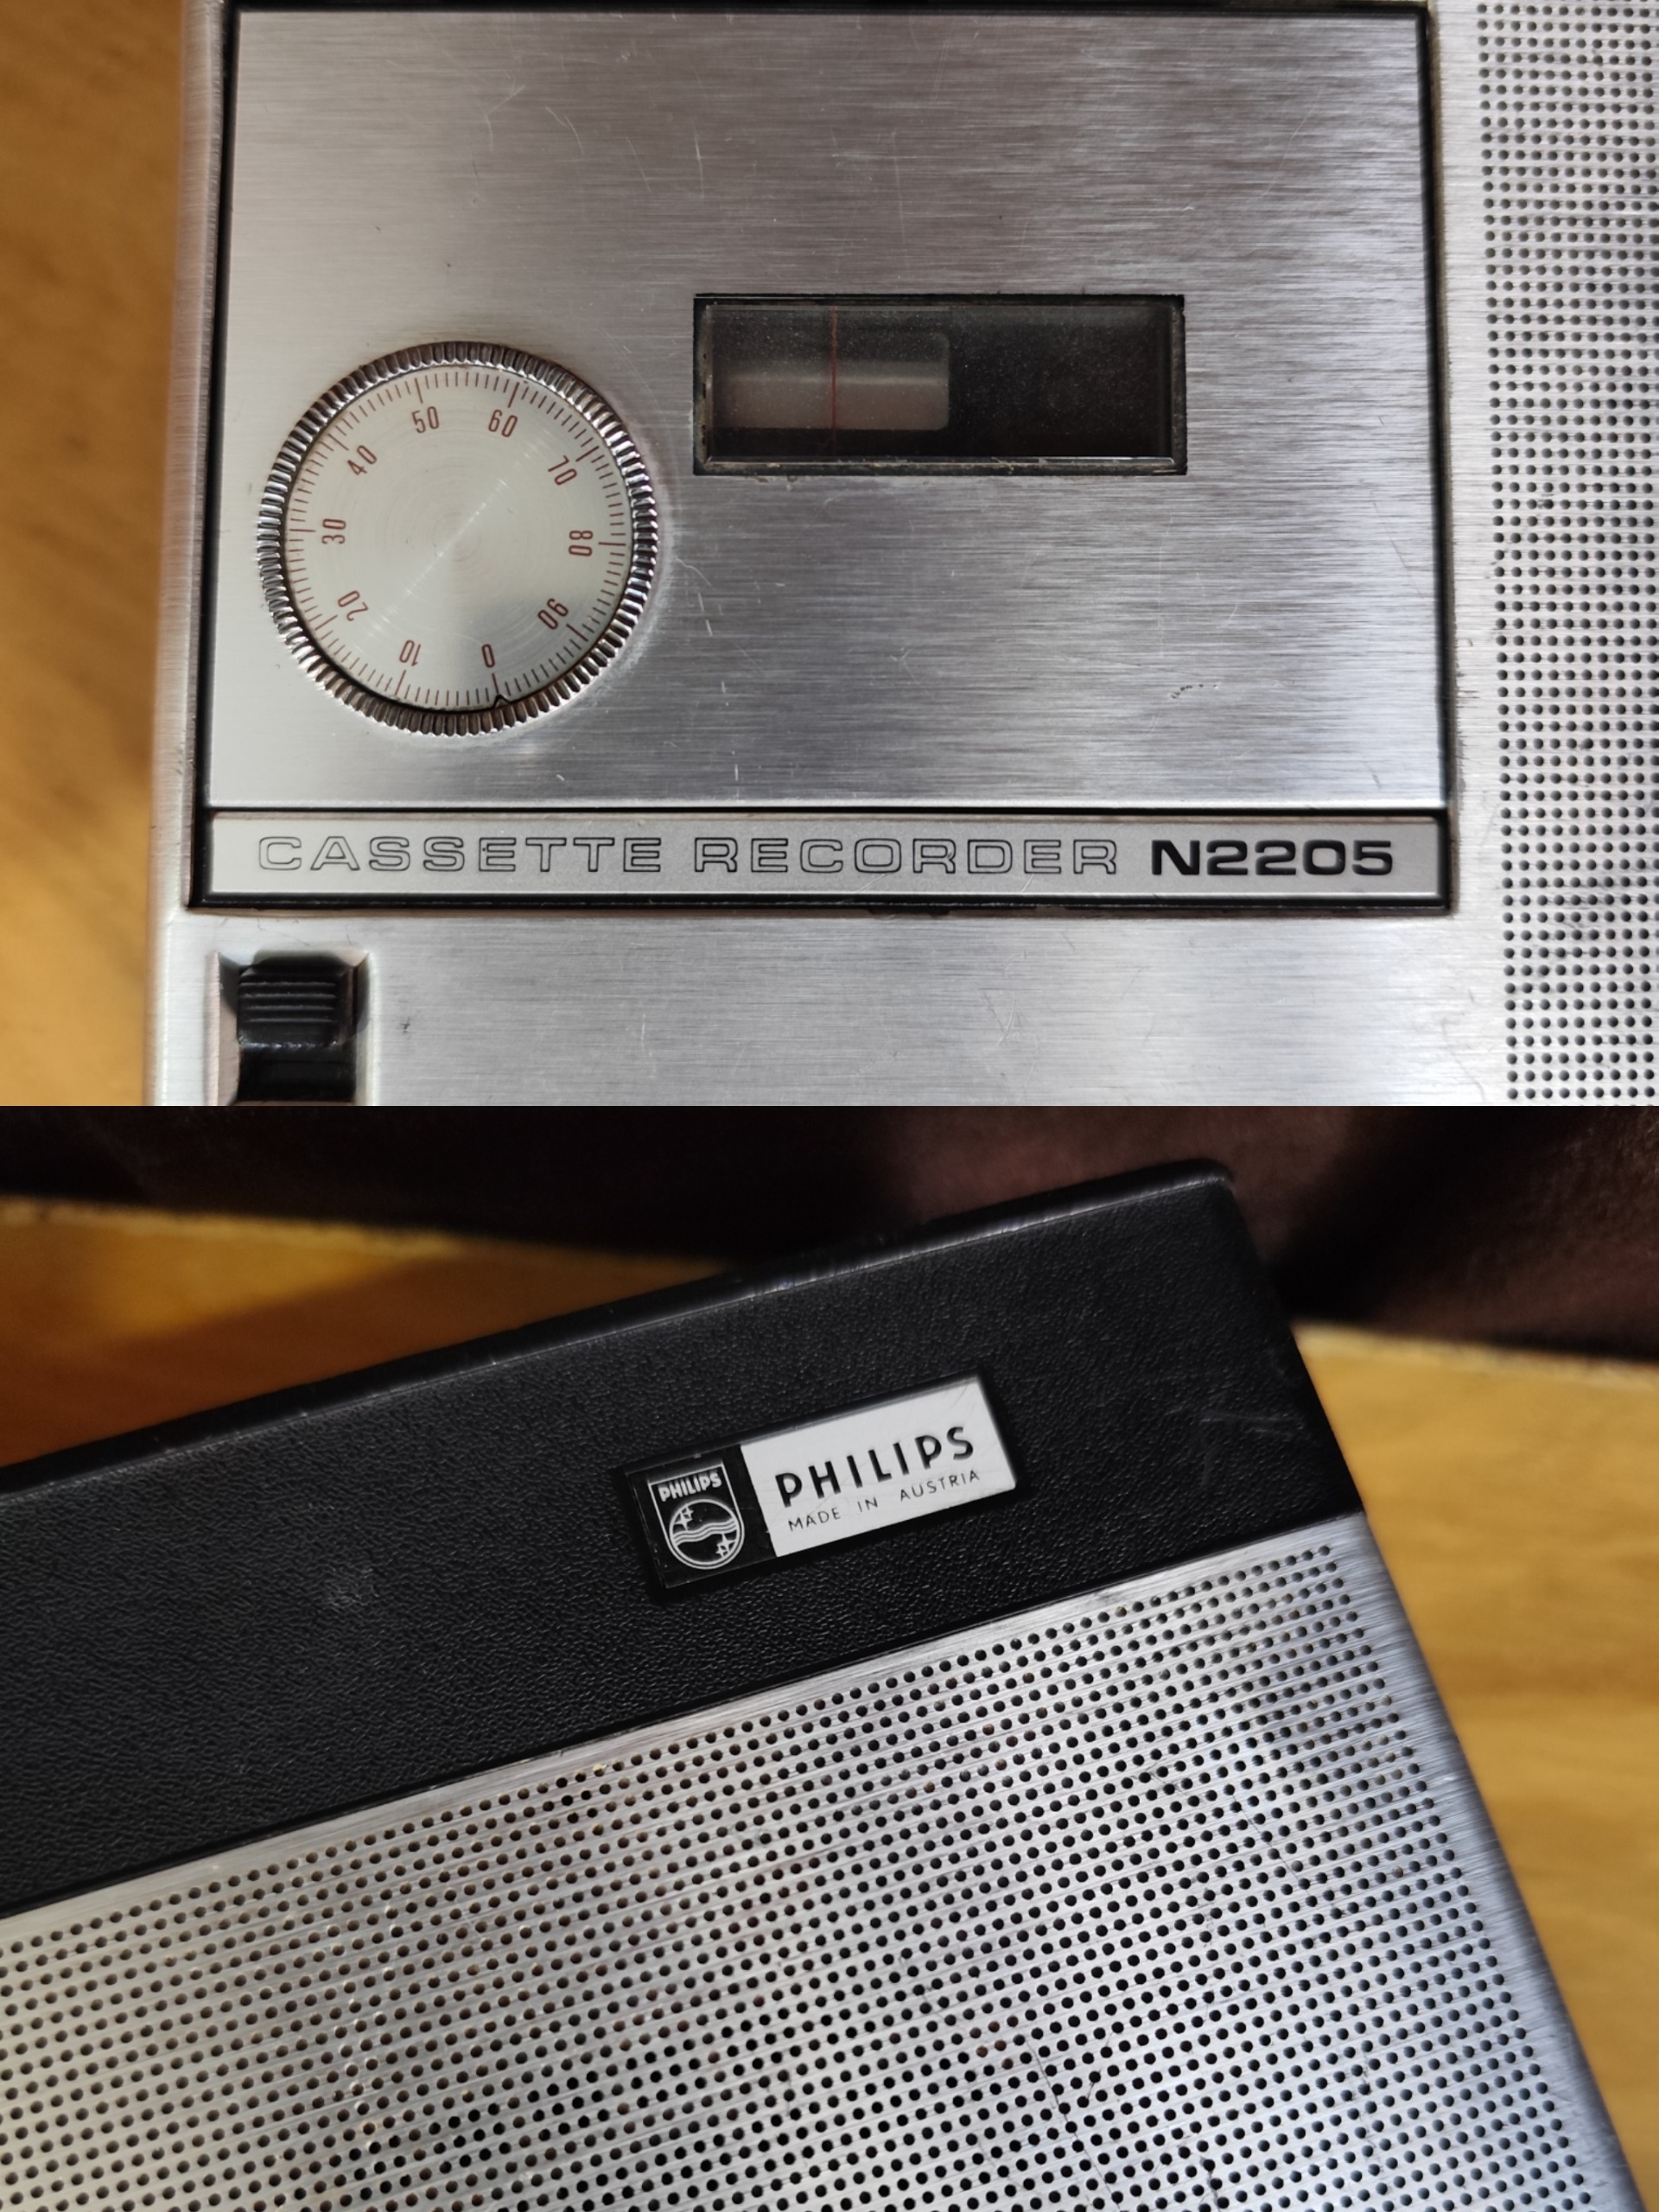 50 60
40 70
30 80
20 90
10 0
CASSETTE RECORDER N2205
PHILIPS
PHILIPS
MADE IN AUSTRIA